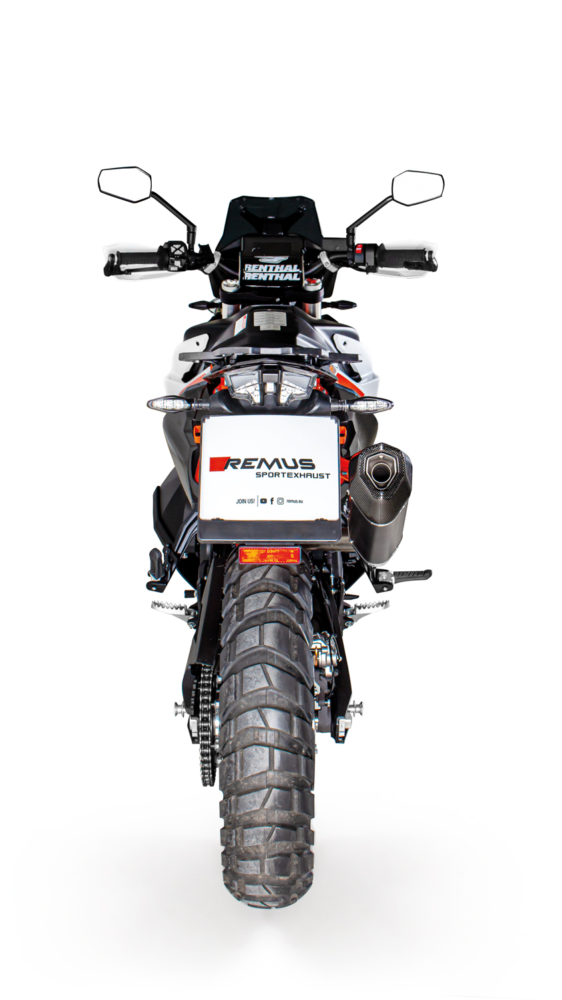 RENTHAL
RENTHAL
REMUS
SPORTEXHAUST
JOIN US! f remus.eu